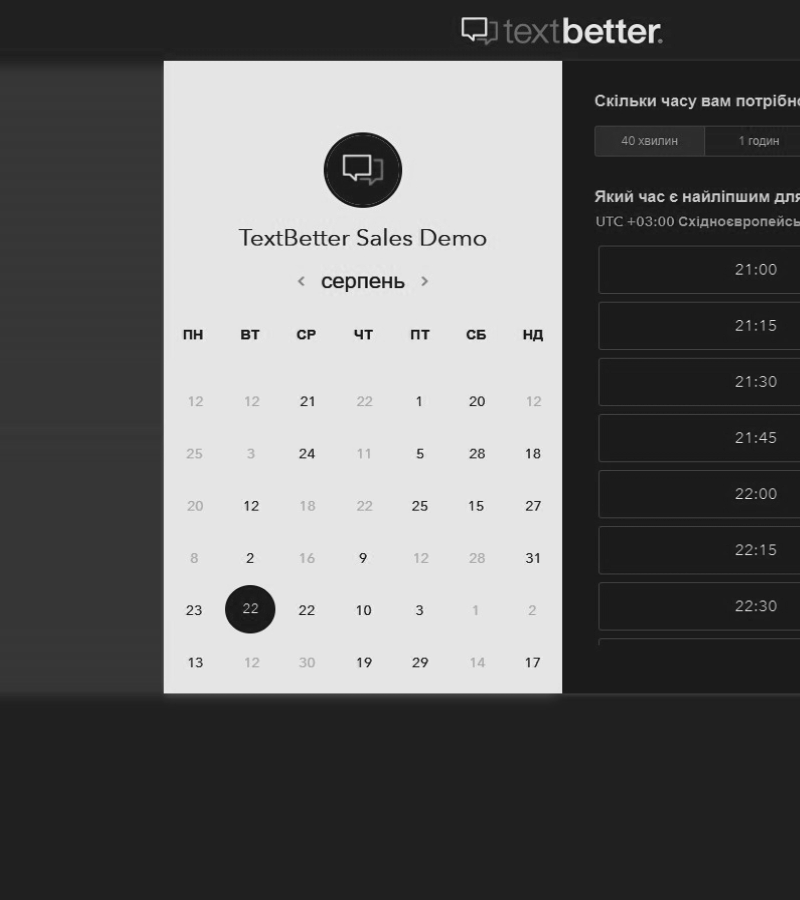 textbetter.
TextBetter Sales Demo
‹ серпень ›
ПН ВТ СР ЧТ ПТ СБ НД
12 12 21 22 1 20 12
25 3 24 11 5 28 18
20 12 18 22 25 15 27
8 2 16 9 12 28 31
23 22 22 10 3 1 2
13 12 30 19 29 14 17
Скільки часу вам потрібно
40 хвилин 1 годин
Який час є найліпшим для
UTC +03:00 Східноєвропейсь
21:00
21:15
21:30
21:45
22:00
22:15
22:30